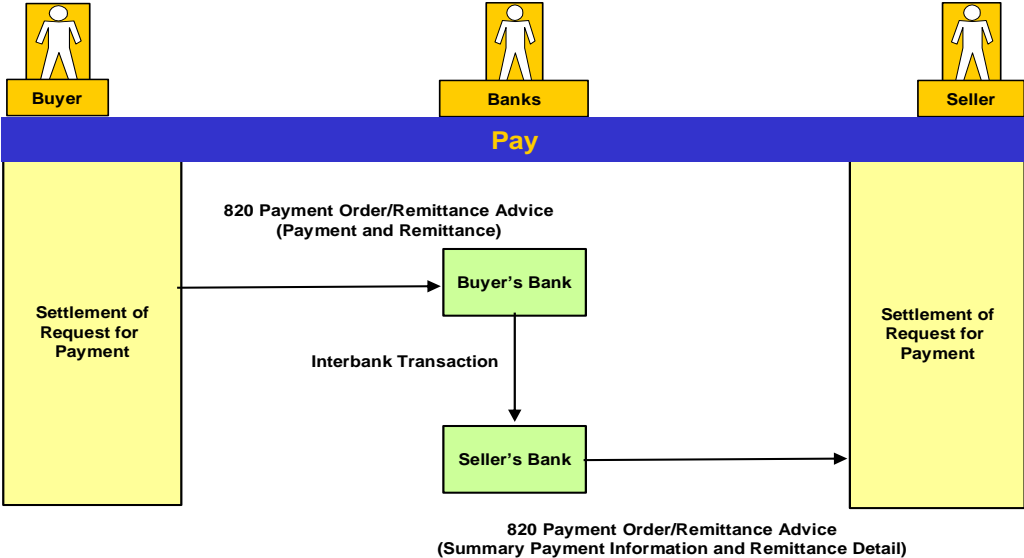 Buyer
Banks
Seller
Pay
820 Payment Order/Remittance Advice
(Payment and Remittance)
Buyer's Bank
Settlement of
Request for
Payment
Settlement of
Request for
Payment
Interbank Transaction
Seller's Bank
820 Payment Order/Remittance Advice
(Summary Payment Information and Remittance Detail)